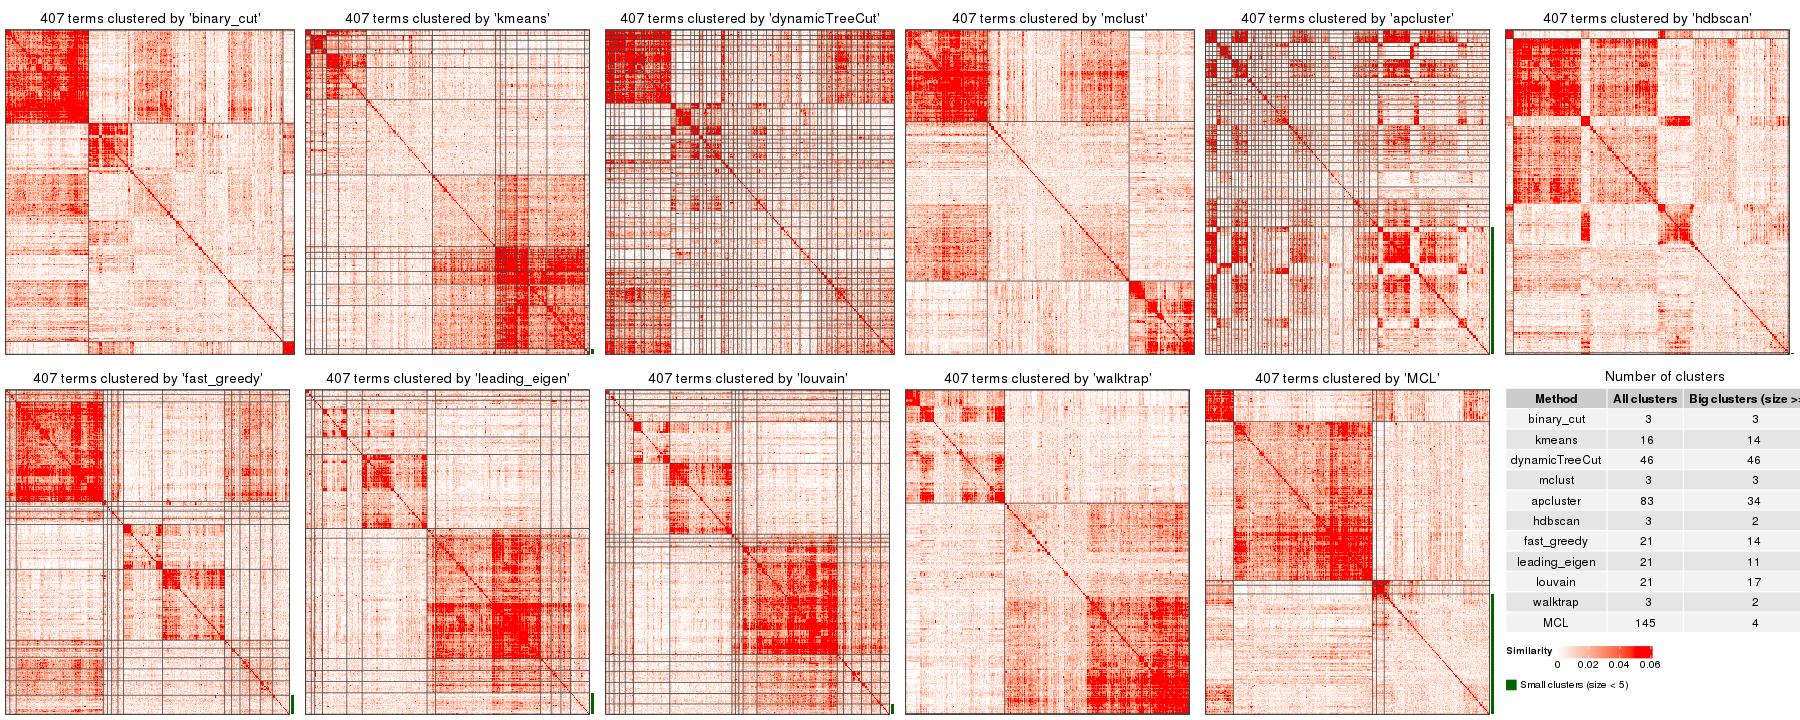 407 terms clustered by 'binary_cut'
407 terms clustered by 'kmeans'
407 terms clustered by 'dynamicTreeCut'
407 terms clustered by 'mclust'
407 terms clustered by 'apcluster'
407 terms clustered by 'hdbscan'
407 terms clustered by 'fast_greedy'
407 terms clustered by 'leading_eigen'
407 terms clustered by 'louvain'
407 terms clustered by 'walktrap'
407 terms clustered by 'MCL'
Number of clusters
Method All clusters Big clusters (size >
binary_cut 3 3
kmeans 16 14
dynamicTreeCut 46 46
mclust 3 3
apcluster 83 34
hdbscan 3 2
fast_greedy 21 14
leading_eigen 21 11
louvain 21 17
walktrap 3 2
MCL 145 4
Similarity
0 0.02 0.04 0.06
Small clusters (size < 5)